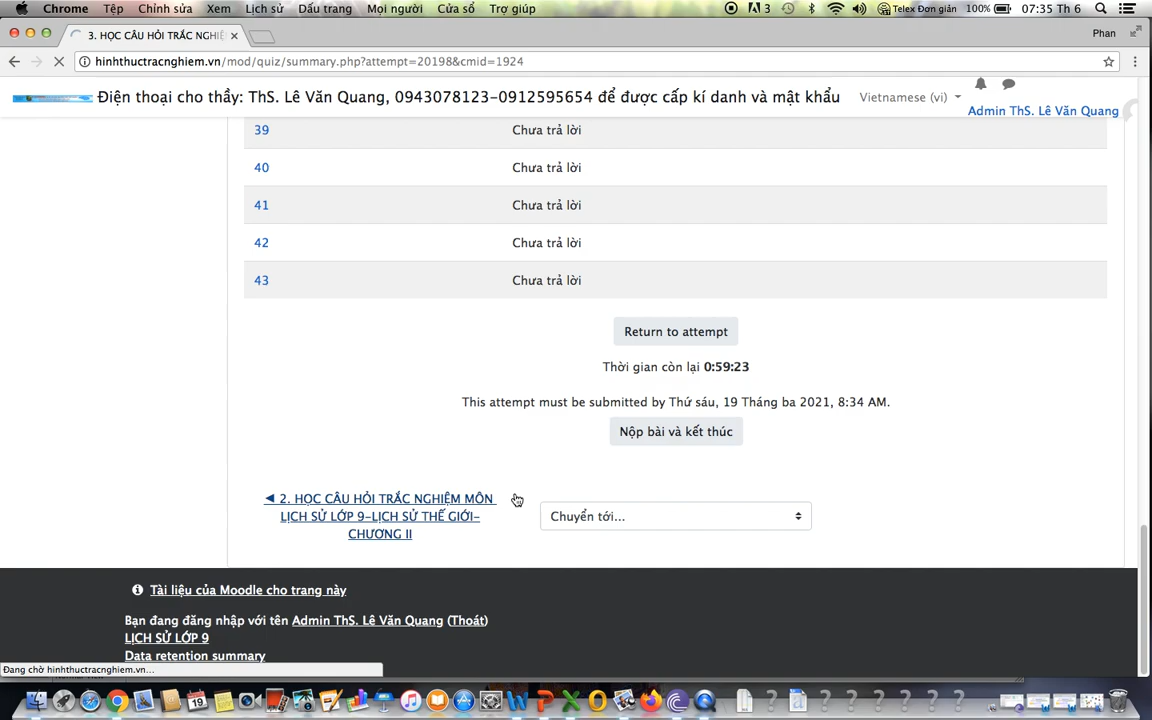 Chrome Tệp Chỉnh sửa Xem Lịch sử Dấu trang Mọi người Cửa sổ Trợ giúp 3 Telex Đơn giản 100% 07:35 Th 6
3. HỌC CÂU HỎI TRẮC NGHIỆ Phan
hinhthuctracnghiem.vn/mod/quiz/summary.php?attempt=20198&cmid=1924
Điện thoại cho thầy: ThS. Lê Văn Quang, 0943078123-0912595654 để được cấp kí danh và mật khẩu Vietnamese (vi)
Admin ThS. Lê Văn Quang
39 Chưa trả lời
40 Chưa trả lời
41 Chưa trả lời
42 Chưa trả lời
43 Chưa trả lời
Return to attempt
Thời gian còn lại 0:59:23
This attempt must be submitted by Thứ sáu, 19 Tháng ba 2021, 8:34 AM.
Nộp bài và kết thúc
◄ 2. HỌC CÂU HỎI TRẮC NGHIỆM MÔN
LỊCH SỬ LỚP 9-LỊCH SỬ THẾ GIỚI-
CHƯƠNG II
Chuyển tới...
Tài liệu của Moodle cho trang này
Bạn đang đăng nhập với tên Admin ThS. Lê Văn Quang (Thoát)
LỊCH SỬ LỚP 9
Data retention summary
Đang chờ hinhthuctracnghiem.vn...